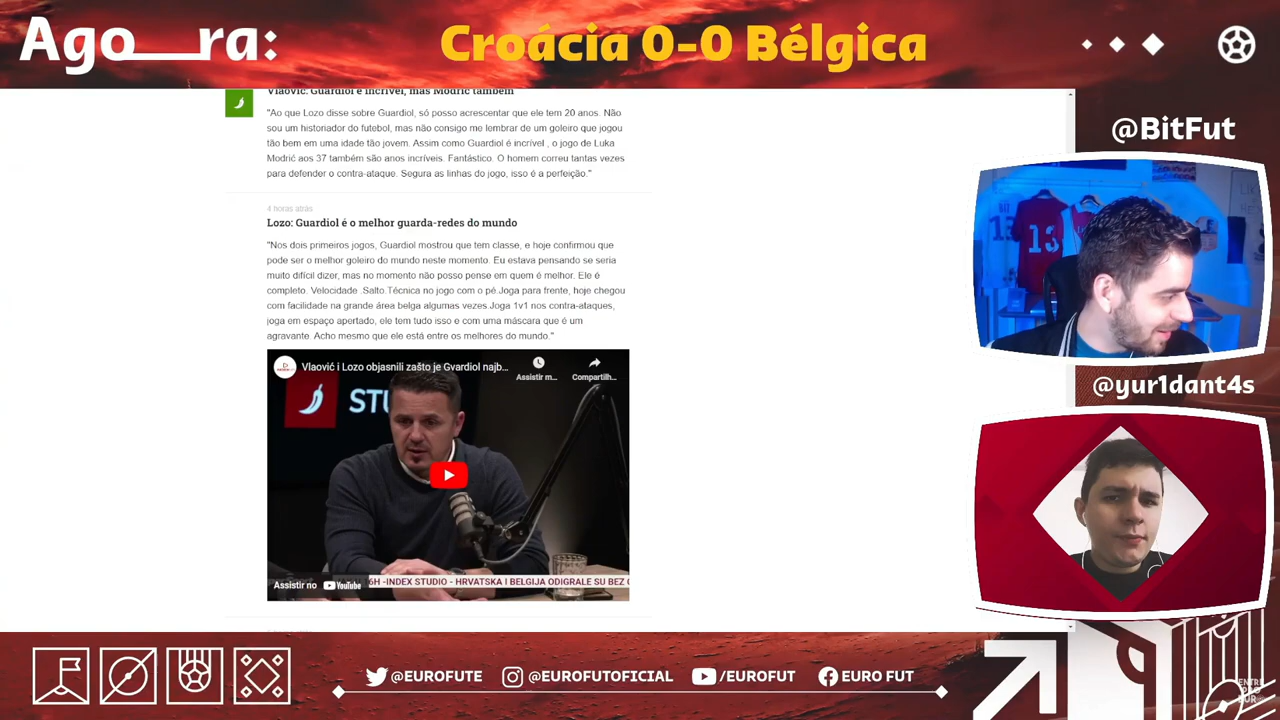 Ago__ra:
Croácia 0-0 Bélgica
Vlaovic: Guardiol é incrível, mas Modric também
"Ao que Lozo disse sobre Guardiol, só posso acrescentar que ele tem 20 anos. Não
sou um historiador do futebol, mas não consigo me lembrar de um goleiro que jogou
tão bem em uma idade tão jovem. Assim como Guardiol é incrível , o jogo de Luka
Modrić aos 37 também são anos incríveis. Fantástico. O homem correu tantas vezes
para defender o contra-ataque. Segura as linhas do jogo, isso é a perfeição."
4 horas atrás
Lozo: Guardiol é o melhor guarda-redes do mundo
"Nos dois primeiros jogos, Guardiol mostrou que tem classe, e hoje confirmou que
pode ser o melhor goleiro do mundo neste momento. Eu estava pensando se seria
muito difícil dizer, mas no momento não posso pense em quem é melhor. Ele é
completo. Velocidade .Salto.Técnica no jogo com o pé.Joga para frente, hoje chegou
com facilidade na grande área belga algumas vezes.Joga 1v1 nos contra-ataques,
joga em espaço apertado, ele tem tudo isso e com uma máscara que é um
agravante. Acho mesmo que ele está entre os melhores do mundo."
Vlaović i Lozo objasnili zašto je Gvardiol najb...
Assistir m...
Compartilh...
STU
Assistir no YouTube
6H -INDEX STUDIO - HRVATSKA I BELGIJA ODIGRALE SU BEZ
@BitFut
13
@yur1dant4s
@EUROFUTE
@EUROFUTOFICIAL
/EUROFUT
EURO FUT